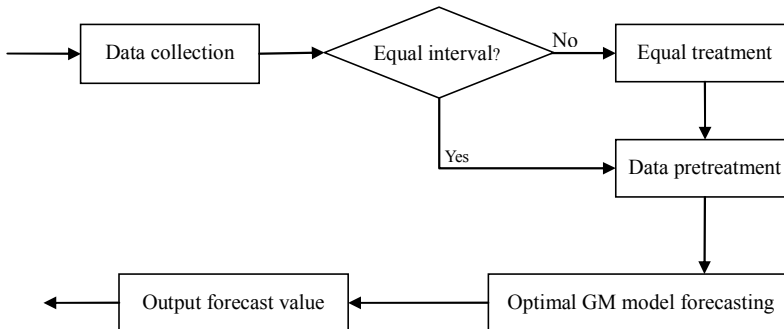 Data collection
Equal interval?
No
Equal treatment
Yes
Data pretreatment
Output forecast value
Optimal GM model forecasting